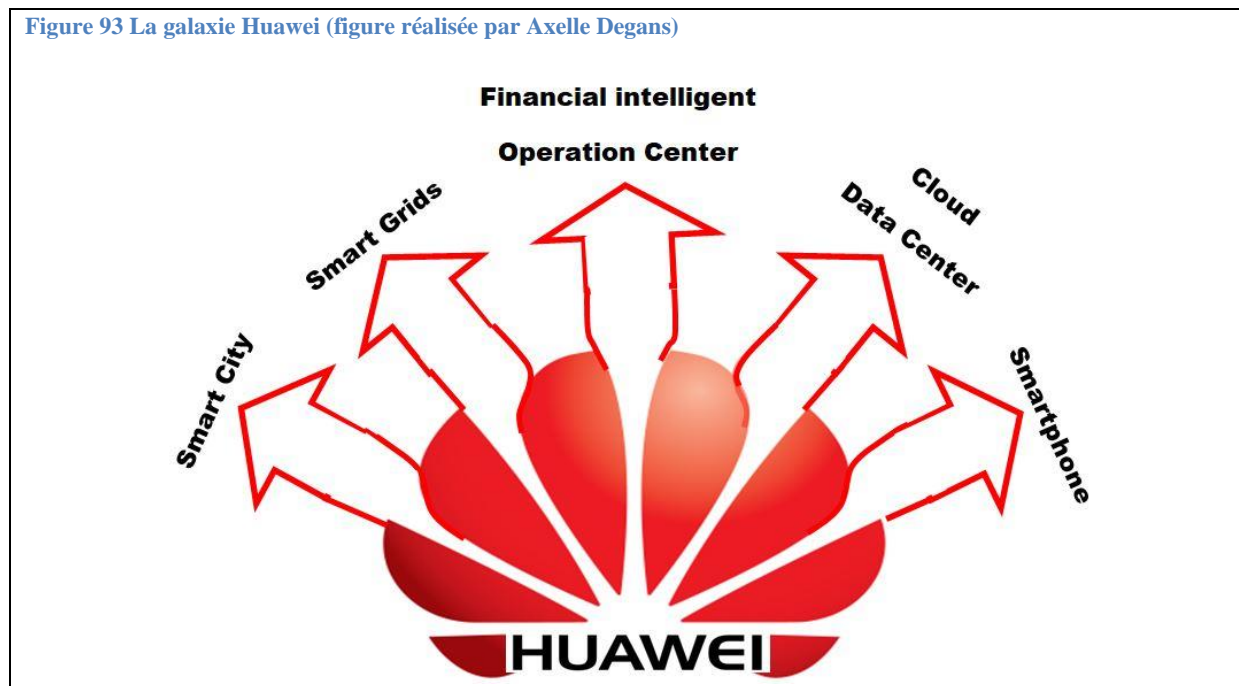 Figure 93 La galaxie Huawei (figure réalisée par Axelle Degans)
Financial intelligent
Operation Center
Cloud
Data Center
Smart Grids
Smart City
Smartphone
HUAWEI